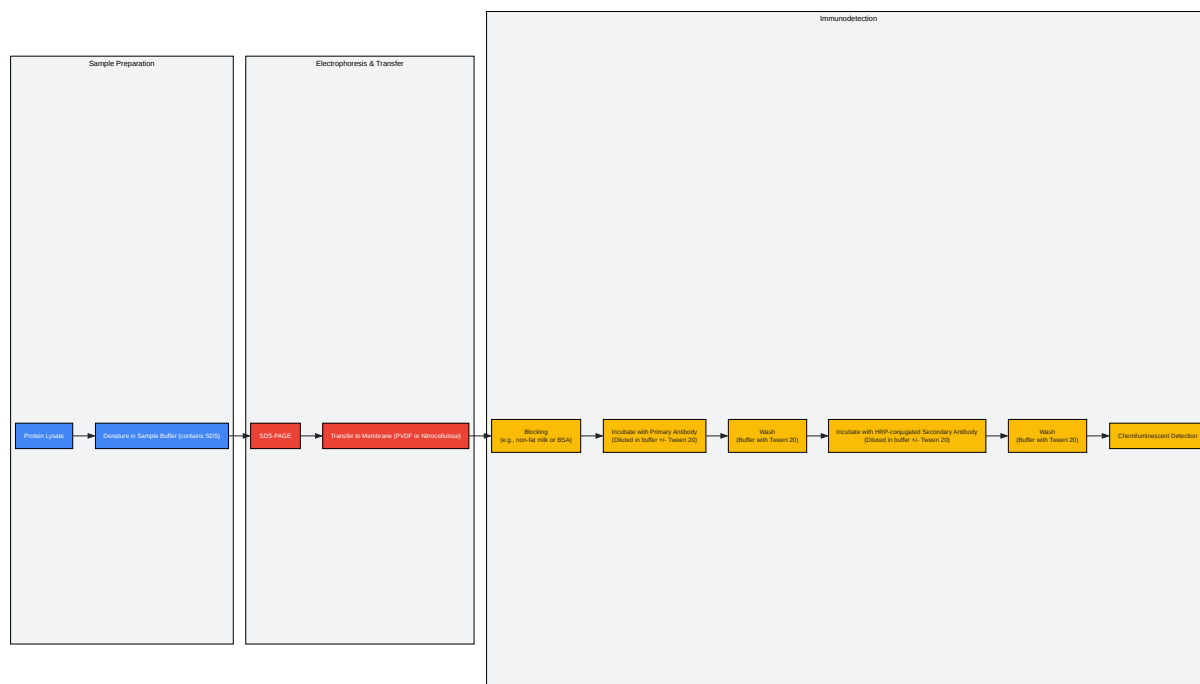 Immunodetection
Sample Preparation
Electrophoresis & Transfer
Protein Lysate
Denature in Sample Buffer (contains SDS)
SDS-PAGE
Transfer to Membrane (PVDF or Nitrocellulose)
Blocking
(e.g., non-fat milk or BSA)
Incubate with Primary Antibody
(Diluted in buffer +/- Tween 20)
Wash
(Buffer with Tween 20)
Incubate with HRP-conjugated Secondary Antibody
(Diluted in buffer +/- Tween 20)
Wash
(Buffer with Tween 20)
Chemiluminescent Detection